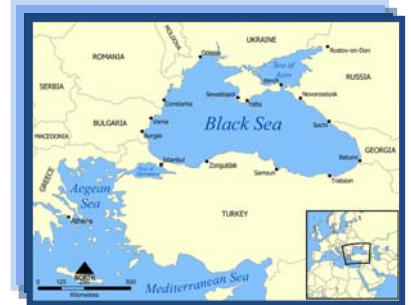 UKRAINE
MOLDOVA
ROMANIA
Odessa
Rostov-on-Don
Sea of
Azov
RUSSIA
Kerch
SERBIA
Sevastopol
Yalta
Novorossiysk
Constanta
Sochi
BULGARIA
Varna
Black Sea
Burgas
GEORGIA
MACEDONIA
Batumi
Istanbul
Zonguldak
Samsun
Trabzon
Sea of
Marmara
GREECE
Aegean
Sea
TURKEY
Athens
NORTH
0 125 250 500
Kilometres
Mediterranean Sea